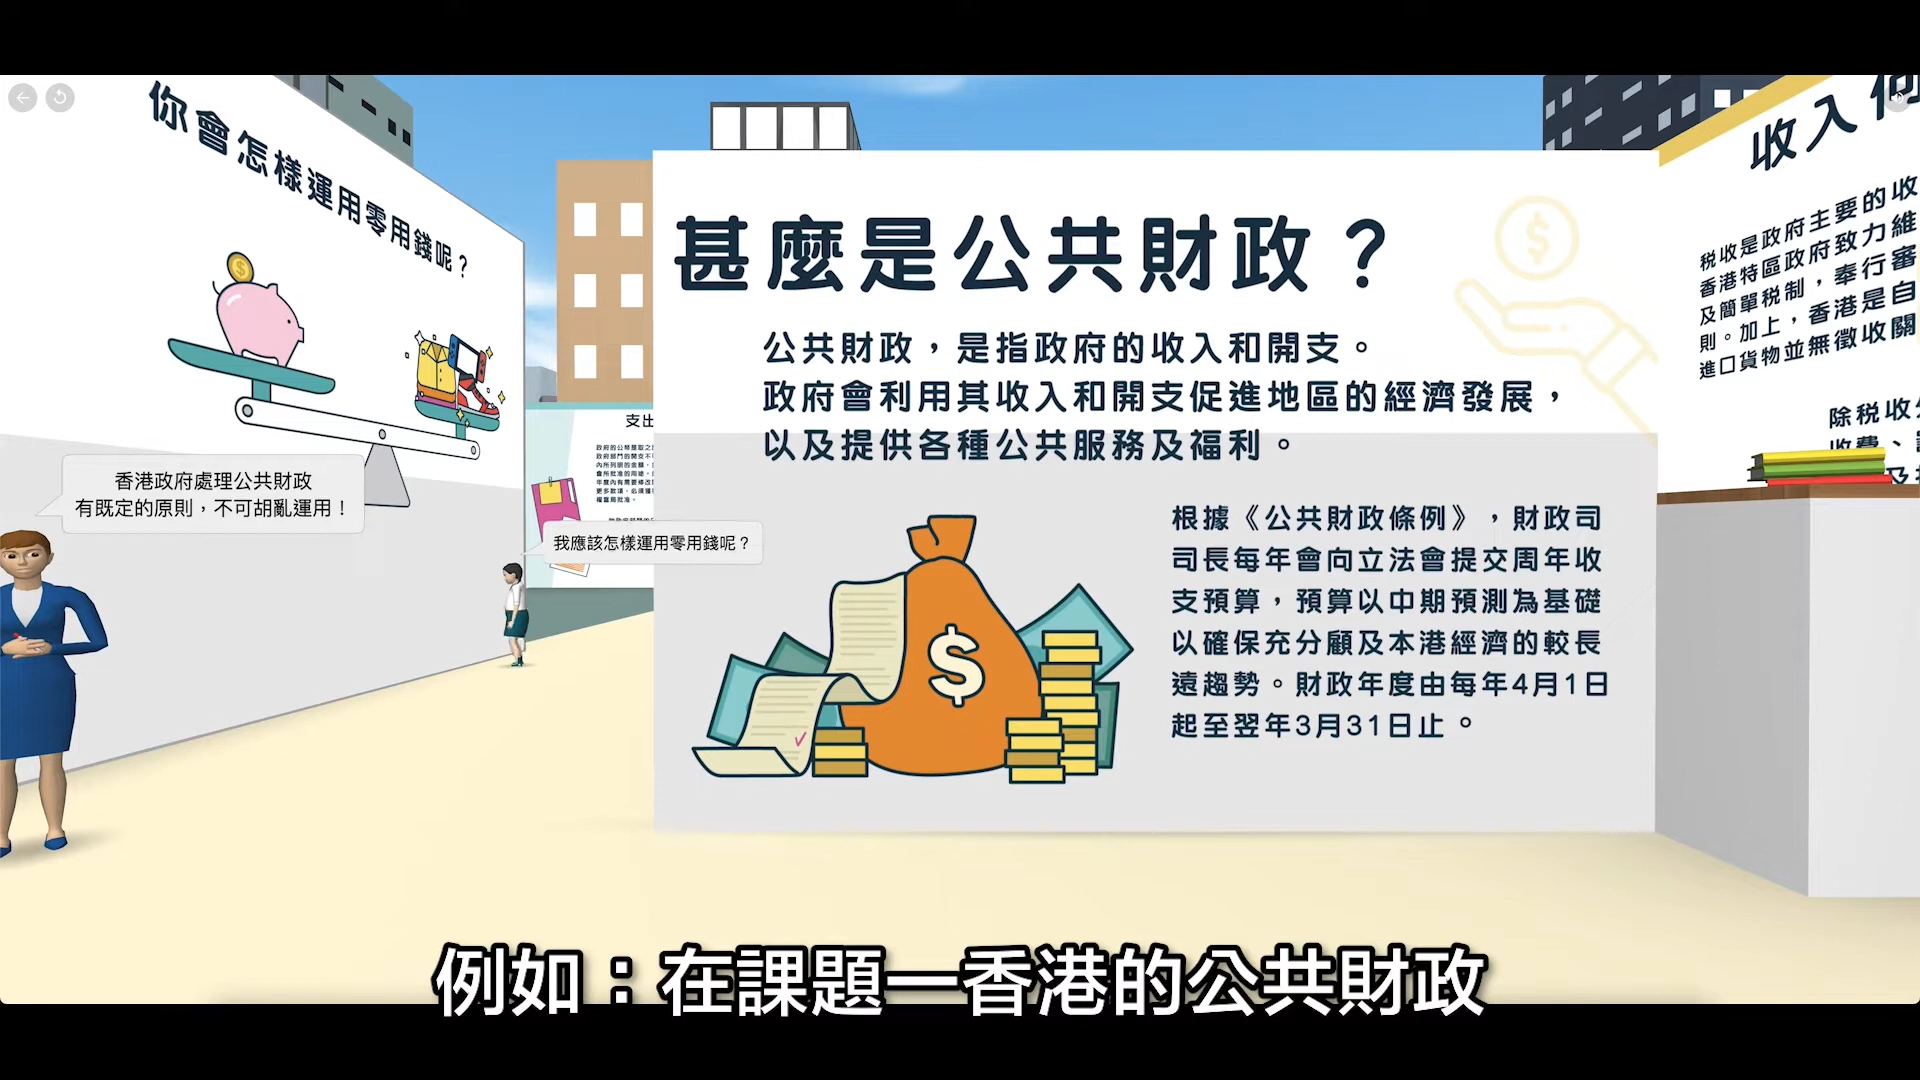 你會怎樣運用零用錢呢？
香港政府處理公共財政
有既定的原則，不可胡亂運用！
我應該怎樣運用零用錢呢？
支出
甚麼是公共財政？
公共財政，是指政府的收入和開支。
政府會利用其收入和開支促進地區的經濟發展，
以及提供各種公共服務及福利。
根據《公共財政條例》，財政司
司長每年會向立法會提交周年收
支預算，預算以中期預測為基礎
以確保充分顧及本港經濟的較長
遠趨勢。財政年度由每年4月1日
起至翌年3月31日止。
收入何
稅收是政府主要的收
香港特區政府致力維
及簡單稅制，奉行審
則。加上，香港是自
進口貨物並無徵收關
除稅收
收費、
及
例如：在課題一香港的公共財政